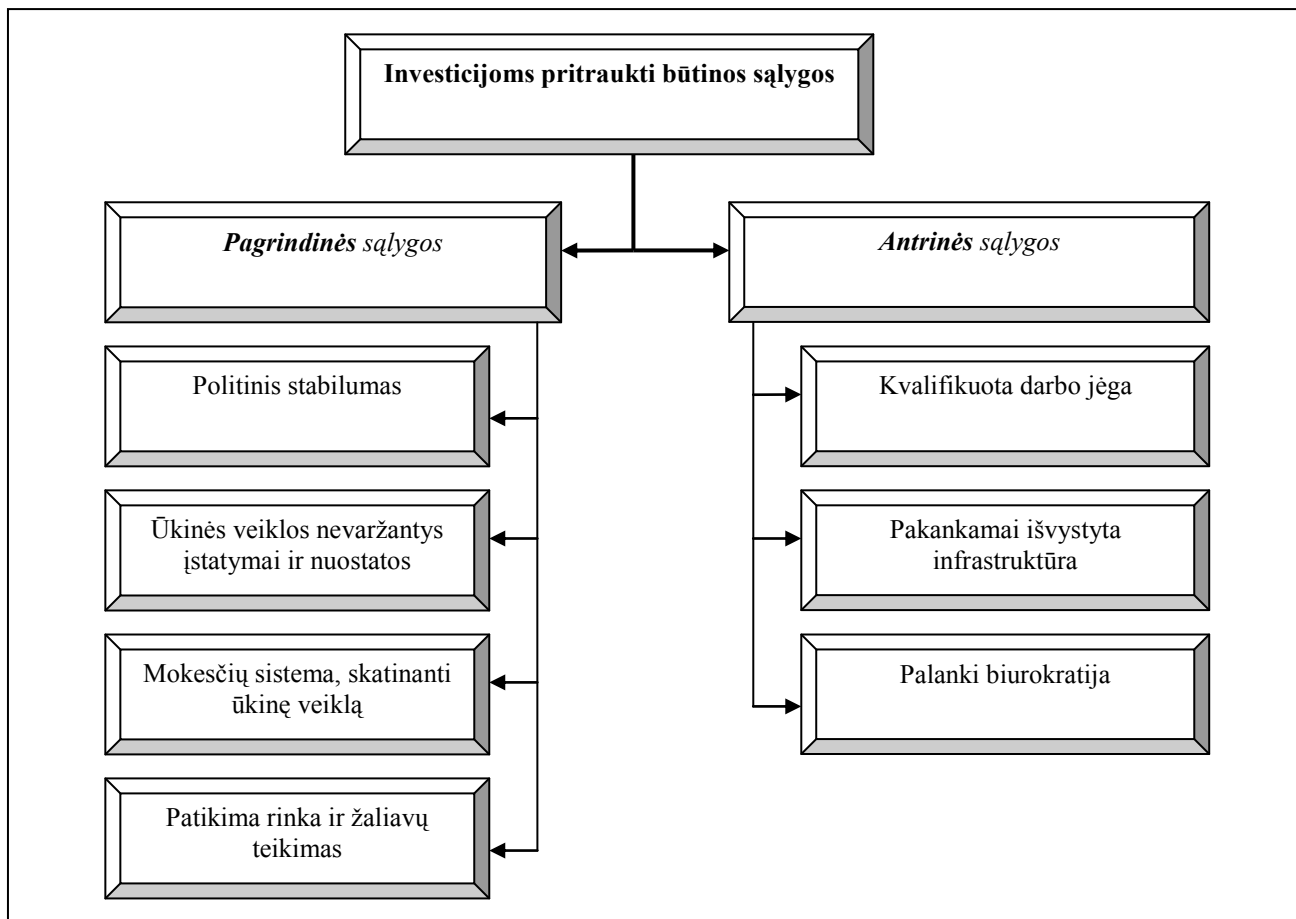 Investicijoms pritraukti būtinos sąlygos
Pagrindinės sąlygos
Antrinės sąlygos
Politinis stabilumas
Kvalifikuota darbo jėga
Ūkinės veiklos nevaržantys
įstatymai ir nuostatos
Pakankamai išvystyta
infrastruktūra
Mokesčių sistema, skatinanti
ūkinę veiklą
Palanki biurokratija
Patikima rinka ir žaliavų
teikimas